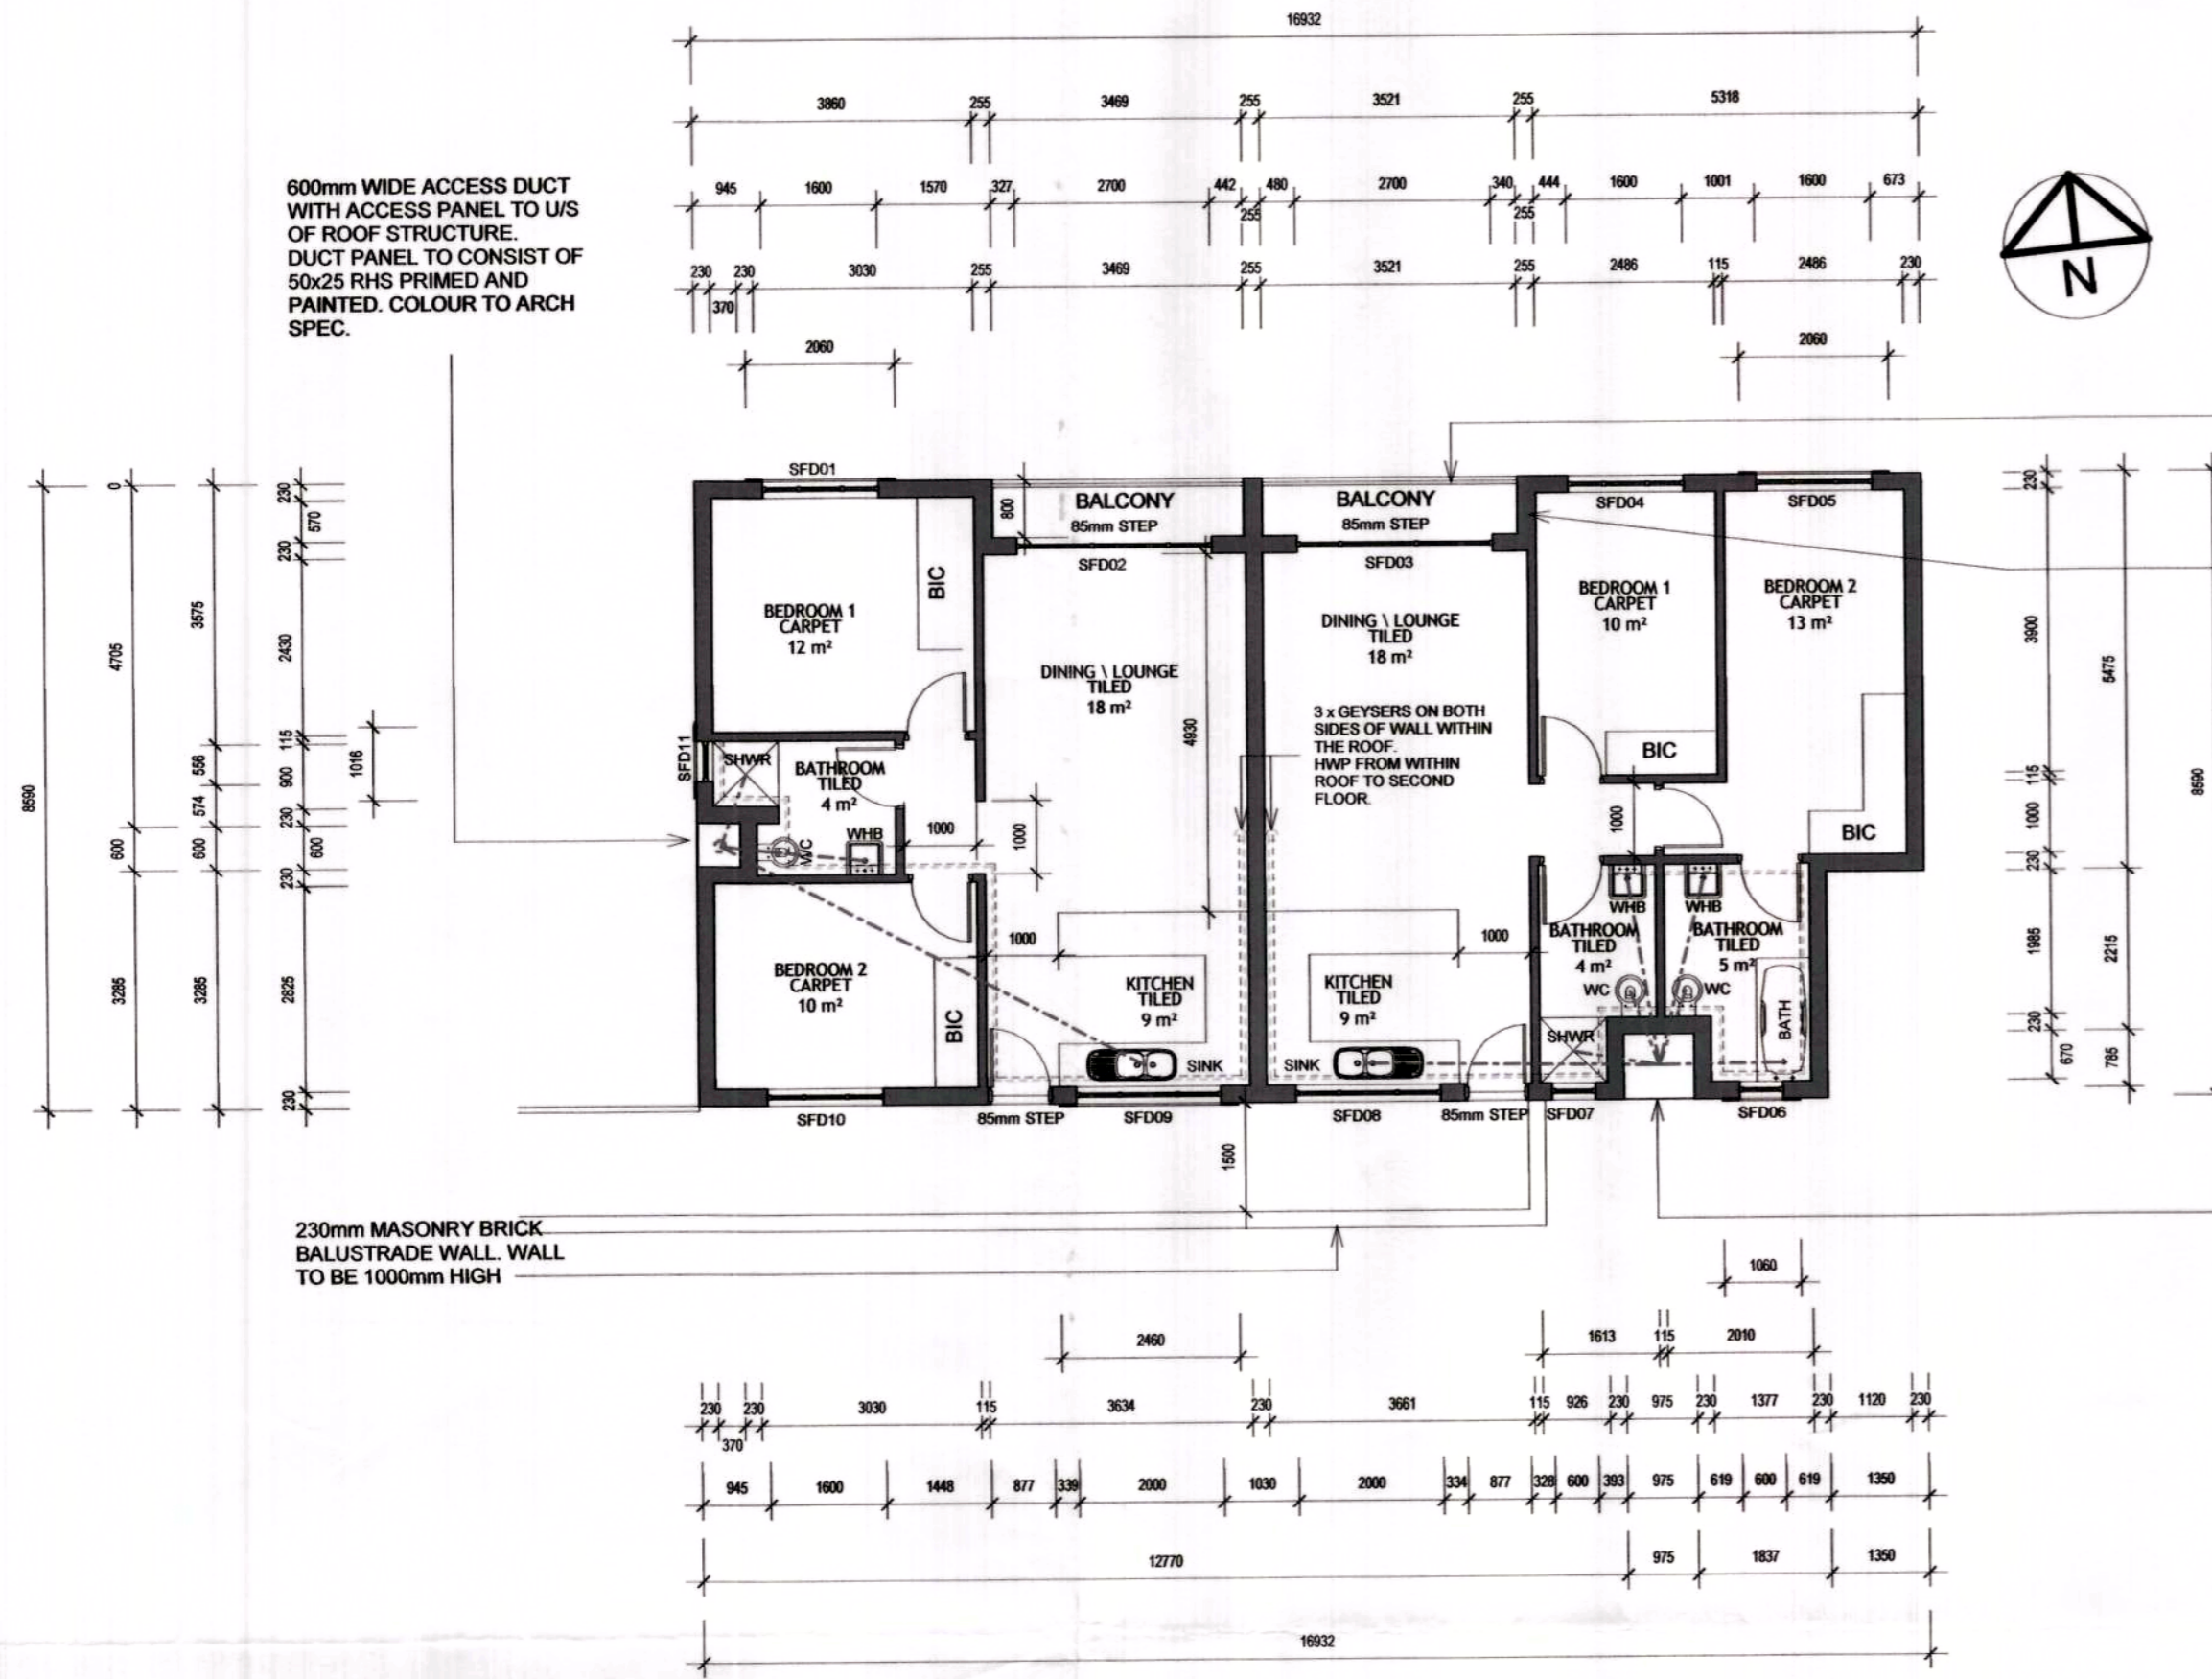 16932
3860 255 3469 255 3521 255 5318
945 1600 1570 327 2700 442 255 480 2700 340 255 444 1600 1001 1600 673
230 370 230 3030 255 3469 255 3521 255 2486 115 2486 230
2060
2060
600mm WIDE ACCESS DUCT
WITH ACCESS PANEL TO U/S
OF ROOF STRUCTURE.
DUCT PANEL TO CONSIST OF
50x25 RHS PRIMED AND
PAINTED. COLOUR TO ARCH
SPEC.
N
8590
0 4705 600 3285
3575 556 574 600 3285
230 570 230 2430 115 900 230 600 230 2825 230
1016
SFD01
BALCONY
85mm STEP
800
SFD02
BALCONY
85mm STEP
SFD03
SFD04
SFD05
BEDROOM 1
CARPET
12 m²
BIC
DINING \ LOUNGE
TILED
18 m²
4930
DINING \ LOUNGE
TILED
18 m²
3 x GEYSERS ON BOTH
SIDES OF WALL WITHIN
THE ROOF.
HWP FROM WITHIN
ROOF TO SECOND
FLOOR.
BEDROOM 1
CARPET
10 m²
BIC
BEDROOM 2
CARPET
13 m²
BIC
SFD11
SHWR
BATHROOM
TILED
4 m²
WHB
WC
1000
1000
1000
BEDROOM 2
CARPET
10 m²
BIC
1000
KITCHEN
TILED
9 m²
SINK
1000
KITCHEN
TILED
9 m²
SINK
WHB
BATHROOM
TILED
4 m²
WC
SHWR
WHB
BATHROOM
TILED
5 m²
WC
BATH
SFD10
85mm STEP
SFD09
SFD08
85mm STEP
SFD07
SFD06
1500
230 3900 115 1000 230 1985 230 670
5475 2215 785
8590
230mm MASONRY BRICK
BALUSTRADE WALL. WALL
TO BE 1000mm HIGH
1060
2460
1613 115 2010
230 370 230 3030 115 3634 230 3661 115 926 230 975 230 1377 230 1120 230
945 1600 1448 877 339 2000 1030 2000 334 877 328 600 393 975 619 600 619 1350
12770 975 1837 1350
16932